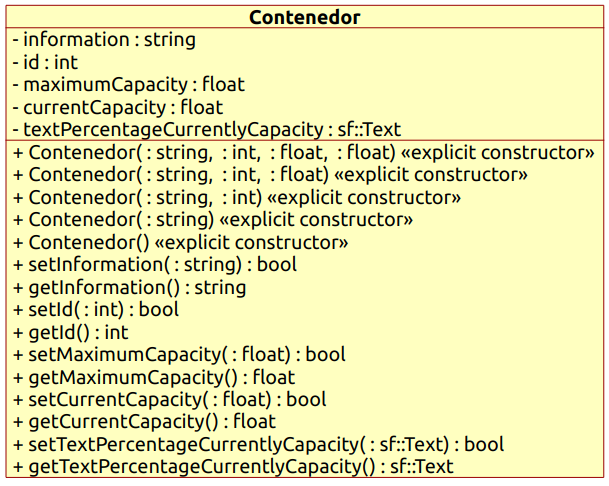 Contenedor
- information : string
- id : int
- maximumCapacity : float
- currentCapacity : float
- textPercentageCurrentlyCapacity : sf::Text
+ Contenedor( : string, : int, : float, : float) «explicit constructor»
+ Contenedor( : string, : int, : float) «explicit constructor»
+ Contenedor( : string, : int) «explicit constructor»
+ Contenedor( : string) «explicit constructor»
+ Contenedor() «explicit constructor»
+ setInformation( : string) : bool
+ getInformation() : string
+ setId( : int) : bool
+ getId() : int
+ setMaximumCapacity( : float) : bool
+ getMaximumCapacity() : float
+ setCurrentCapacity( : float) : bool
+ getCurrentCapacity() : float
+ setTextPercentageCurrentlyCapacity( : sf::Text) : bool
+ getTextPercentageCurrentlyCapacity() : sf::Text